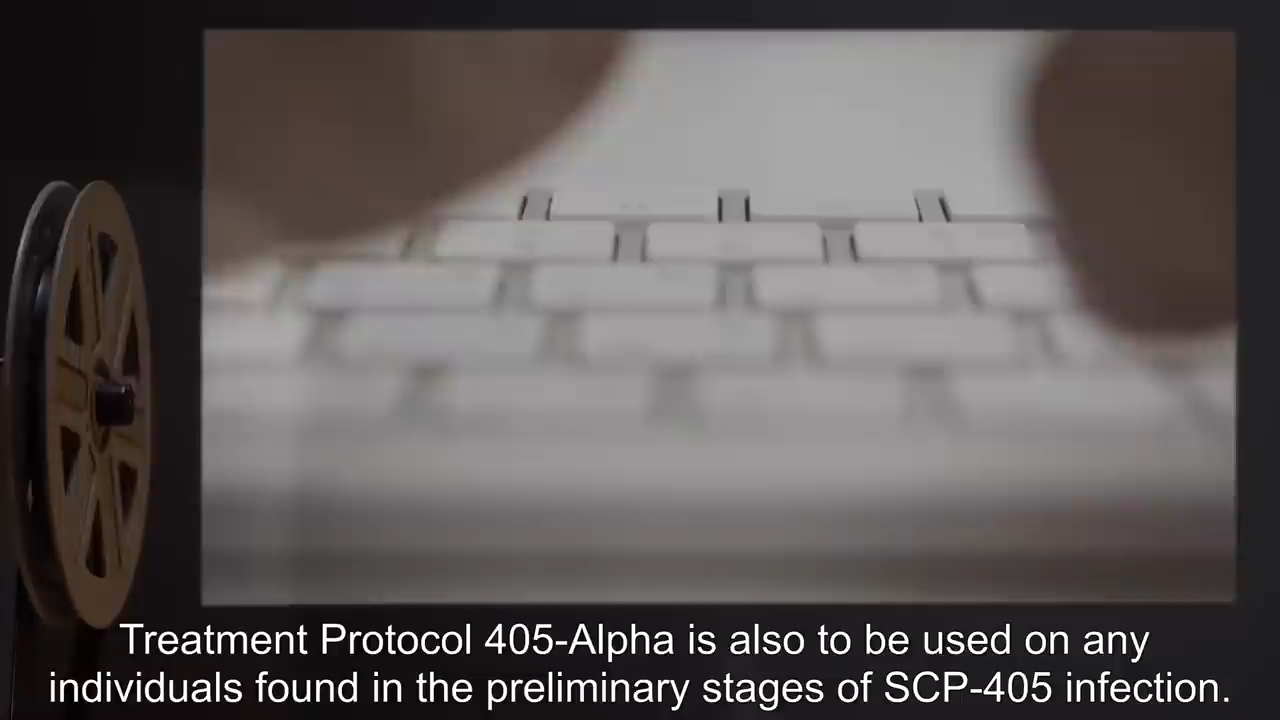 Treatment Protocol 405-Alpha is also to be used on any
individuals found in the preliminary stages of SCP-405 infection.